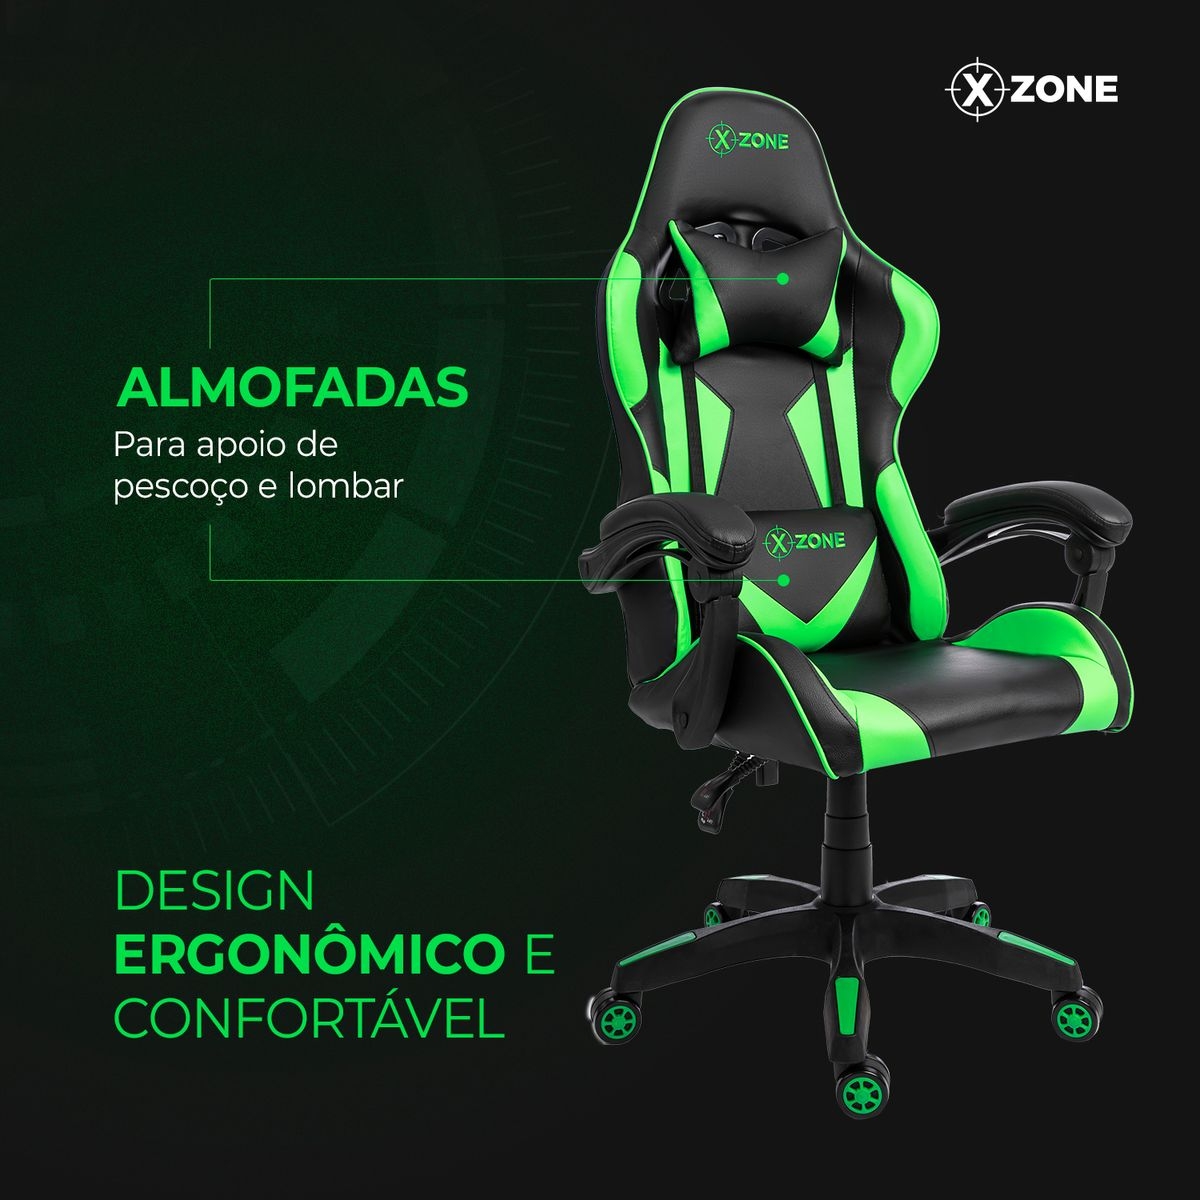 X-ZONE
X-ZONE
ALMOFADAS
Para apoio de
pescoço e lombar
X-ZONE
DESIGN
ERGONÔMICO E
CONFORTÁVEL